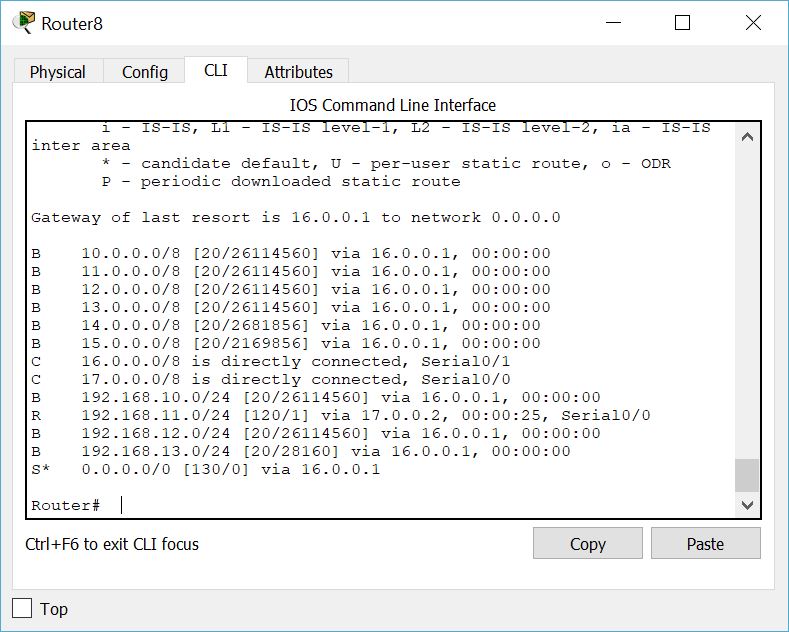 Router8
Physical Config CLI Attributes
IOS Command Line Interface
i - IS-IS, L1 - IS-IS level-1, L2 - IS-IS level-2, ia - IS-IS
inter area
* - candidate default, U - per-user static route, o - ODR
P - periodic downloaded static route
Gateway of last resort is 16.0.0.1 to network 0.0.0.0
B 10.0.0.0/8 [20/26114560] via 16.0.0.1, 00:00:00
B 11.0.0.0/8 [20/26114560] via 16.0.0.1, 00:00:00
B 12.0.0.0/8 [20/26114560] via 16.0.0.1, 00:00:00
B 13.0.0.0/8 [20/26114560] via 16.0.0.1, 00:00:00
B 14.0.0.0/8 [20/2681856] via 16.0.0.1, 00:00:00
B 15.0.0.0/8 [20/2169856] via 16.0.0.1, 00:00:00
C 16.0.0.0/8 is directly connected, Serial0/1
C 17.0.0.0/8 is directly connected, Serial0/0
B 192.168.10.0/24 [20/26114560] via 16.0.0.1, 00:00:00
R 192.168.11.0/24 [120/1] via 17.0.0.2, 00:00:25, Serial0/0
B 192.168.12.0/24 [20/26114560] via 16.0.0.1, 00:00:00
B 192.168.13.0/24 [20/28160] via 16.0.0.1, 00:00:00
S* 0.0.0.0/0 [130/0] via 16.0.0.1
Router#
Ctrl+F6 to exit CLI focus
Copy Paste
Top